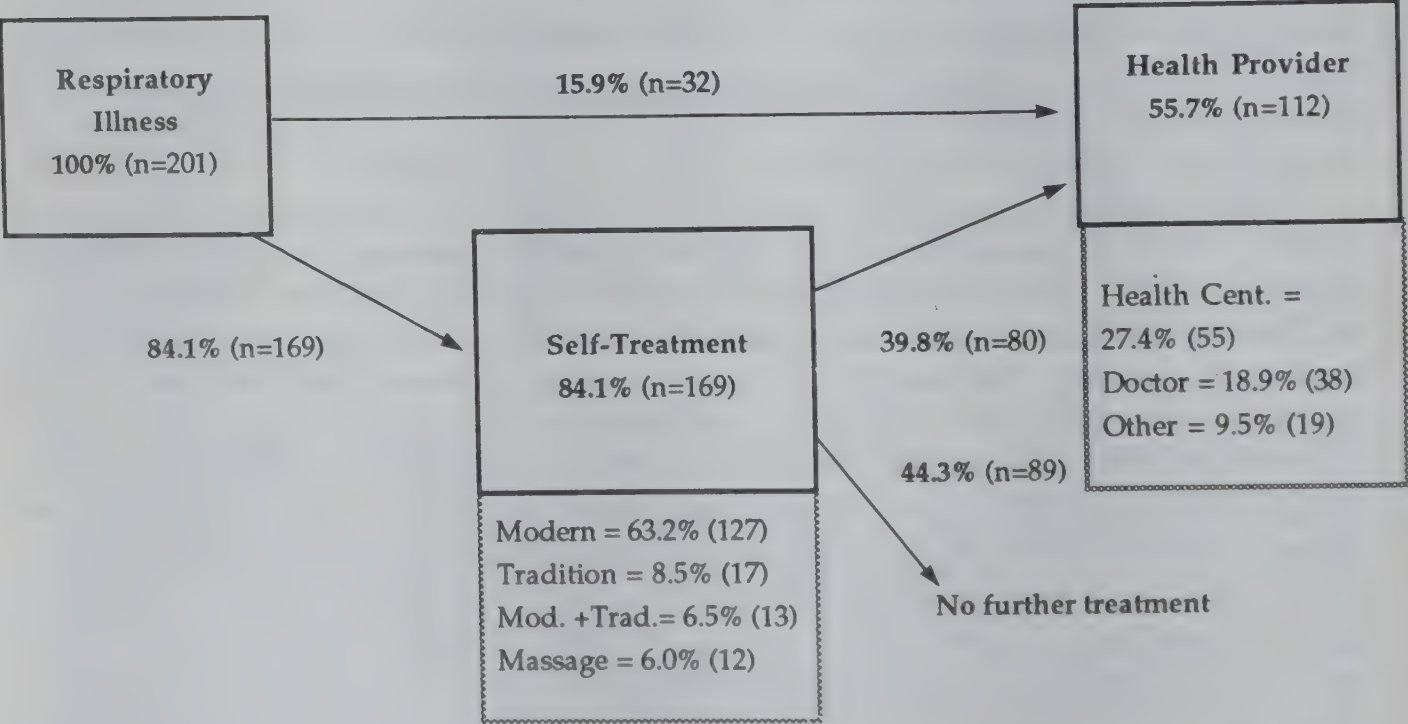 Respiratory
Illness
100% (n=201)
15.9% (n=32)
Health Provider
55.7% (n=112)
Health Cent. =
27.4% (55)
Doctor = 18.9% (38)
Other = 9.5% (19)
84.1% (n=169)
Self-Treatment
84.1% (n=169)
39.8% (n=80)
44.3% (n=89)
Modern = 63.2% (127)
Tradition = 8.5% (17)
Mod. +Trad.= 6.5% (13)
Massage = 6.0% (12)
No further treatment